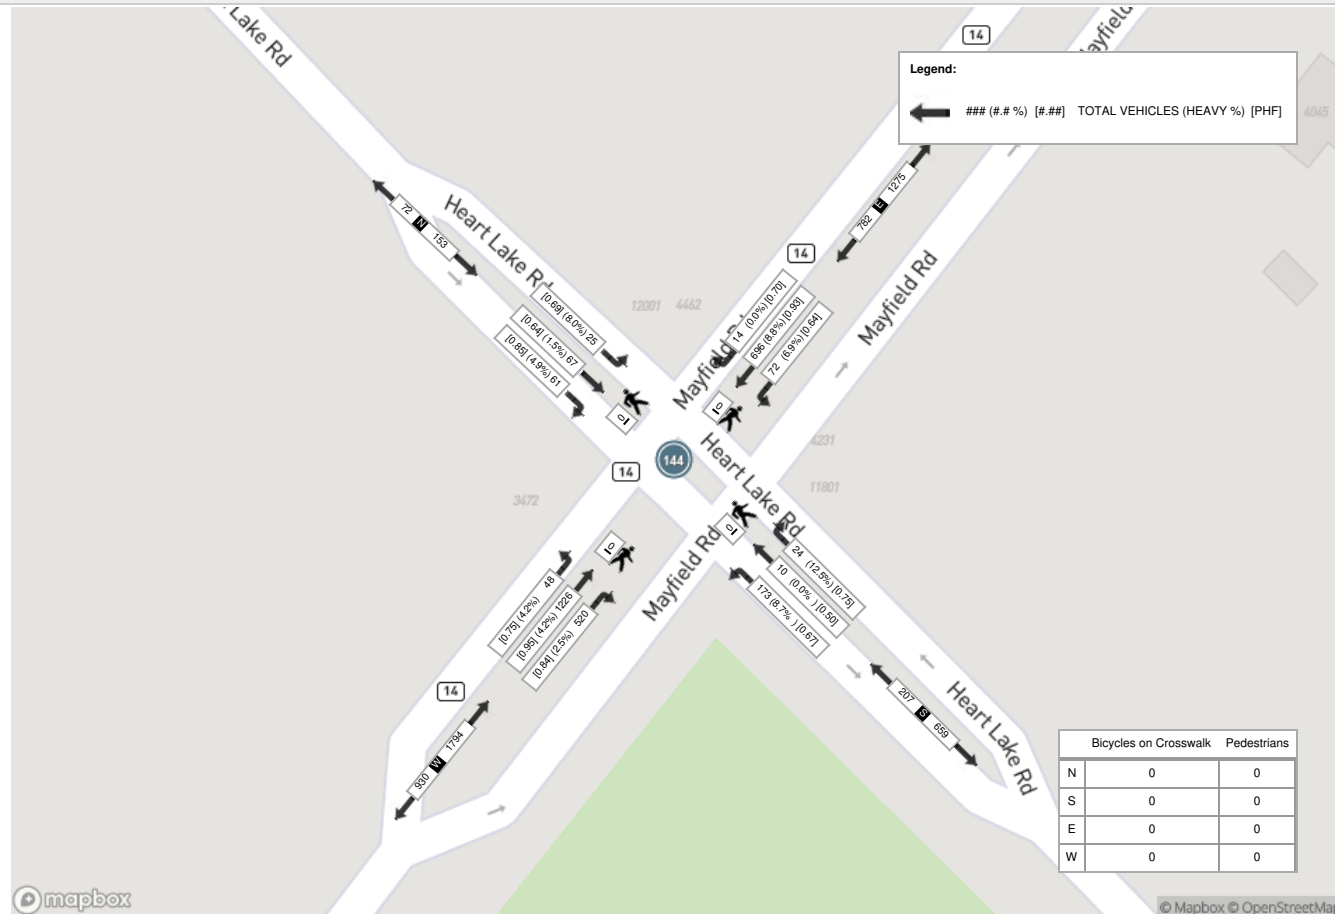 Lake Rd
14
Mayfield
Legend:
### (#.# %) [#.##] TOTAL VEHICLES (HEAVY %) [PHF]
4045
72 N 153
Heart Lake Rd
782 E 1275
14
Mayfield Rd
12001 4462
[0.69] (8.0%) 25
[0.64] (1.5%) 67
[0.85] (4.9%) 61
14 (0.0%) [0.70]
696 (8.8%) [0.93]
72 (6.9%) [0.64]
Mayfield Rd
0
0
144
14
Heart Lake Rd
4231
11801
3472
0
0
Mayfield Rd
[0.75] (4.2%) 48
[0.95] (4.2%) 1226
[0.84] (2.5%) 520
24 (12.5%) [0.75]
10 (0.0% ) [0.50]
173 (8.7% ) [0.67]
14
930 W 1794
207 S 659
Heart Lake Rd
Bicycles on Crosswalk Pedestrians
N 0 0
S 0 0
E 0 0
W 0 0
mapbox
© Mapbox © OpenStreetMap